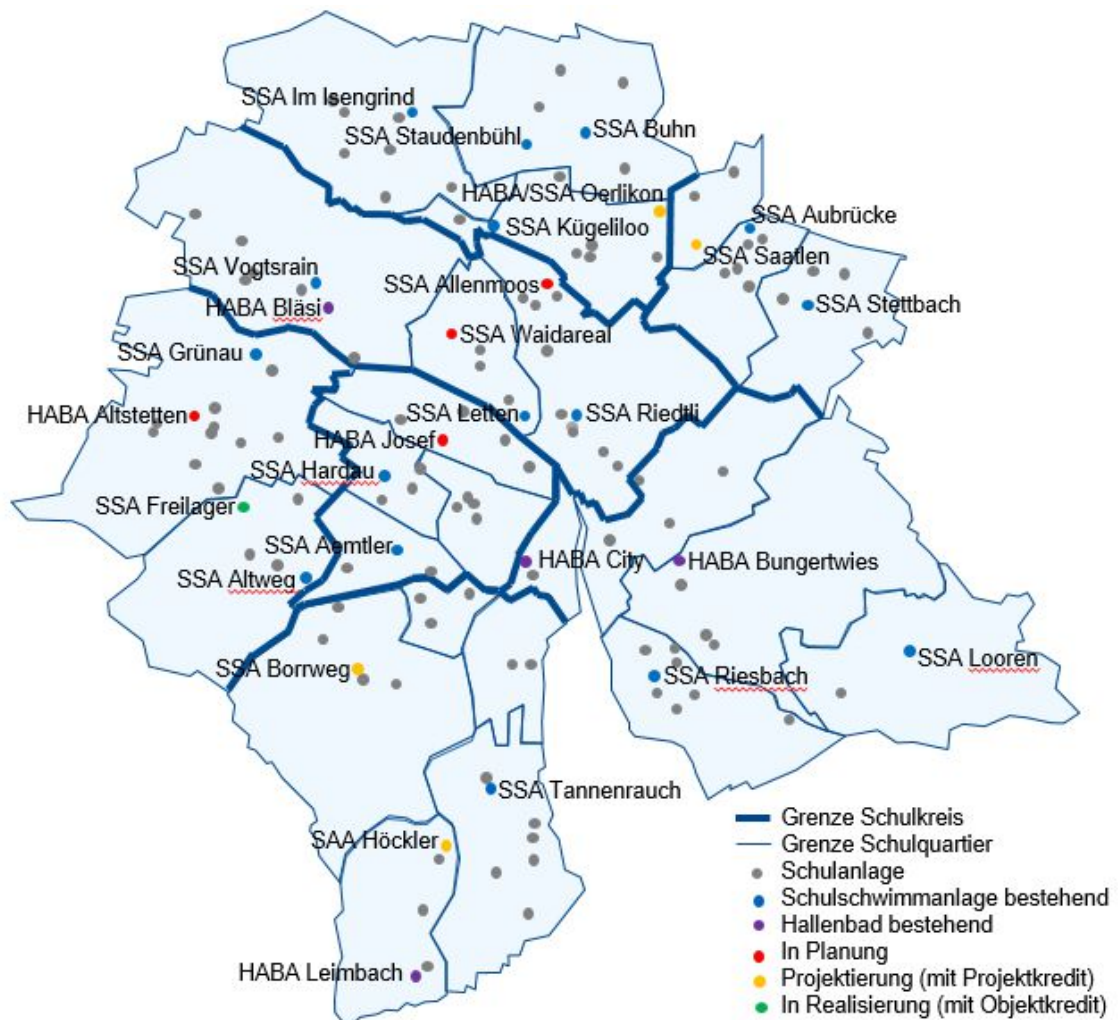 SSA Im Isengrind
SSA Staudenbühl
SSA Buhn
HABA/SSA Oerlikon
SSA Kügeliloo
SSA Aubrücke
SSA Saatlen
SSA Vogtsrain
SSA Allenmoos
HABA Bläsi
SSA Stettbach
SSA Waidareal
SSA Grünau
HABA Altstetten
SSA Letten
SSA Riedtli
HABA Josef
SSA Hardau
SSA Freilager
SSA Aemtler
HABA City
HABA Bungertwies
SSA Altweg
SSA Borrweg
SSA Riesbach
SSA Looren
SSA Tannenrauch
SAA Höckler
HABA Leimbach
Grenze Schulkreis
Grenze Schulquartier
Schulanlage
Schulschwimmanlage bestehend
Hallenbad bestehend
In Planung
Projektierung (mit Projektkredit)
In Realisierung (mit Objektkredit)